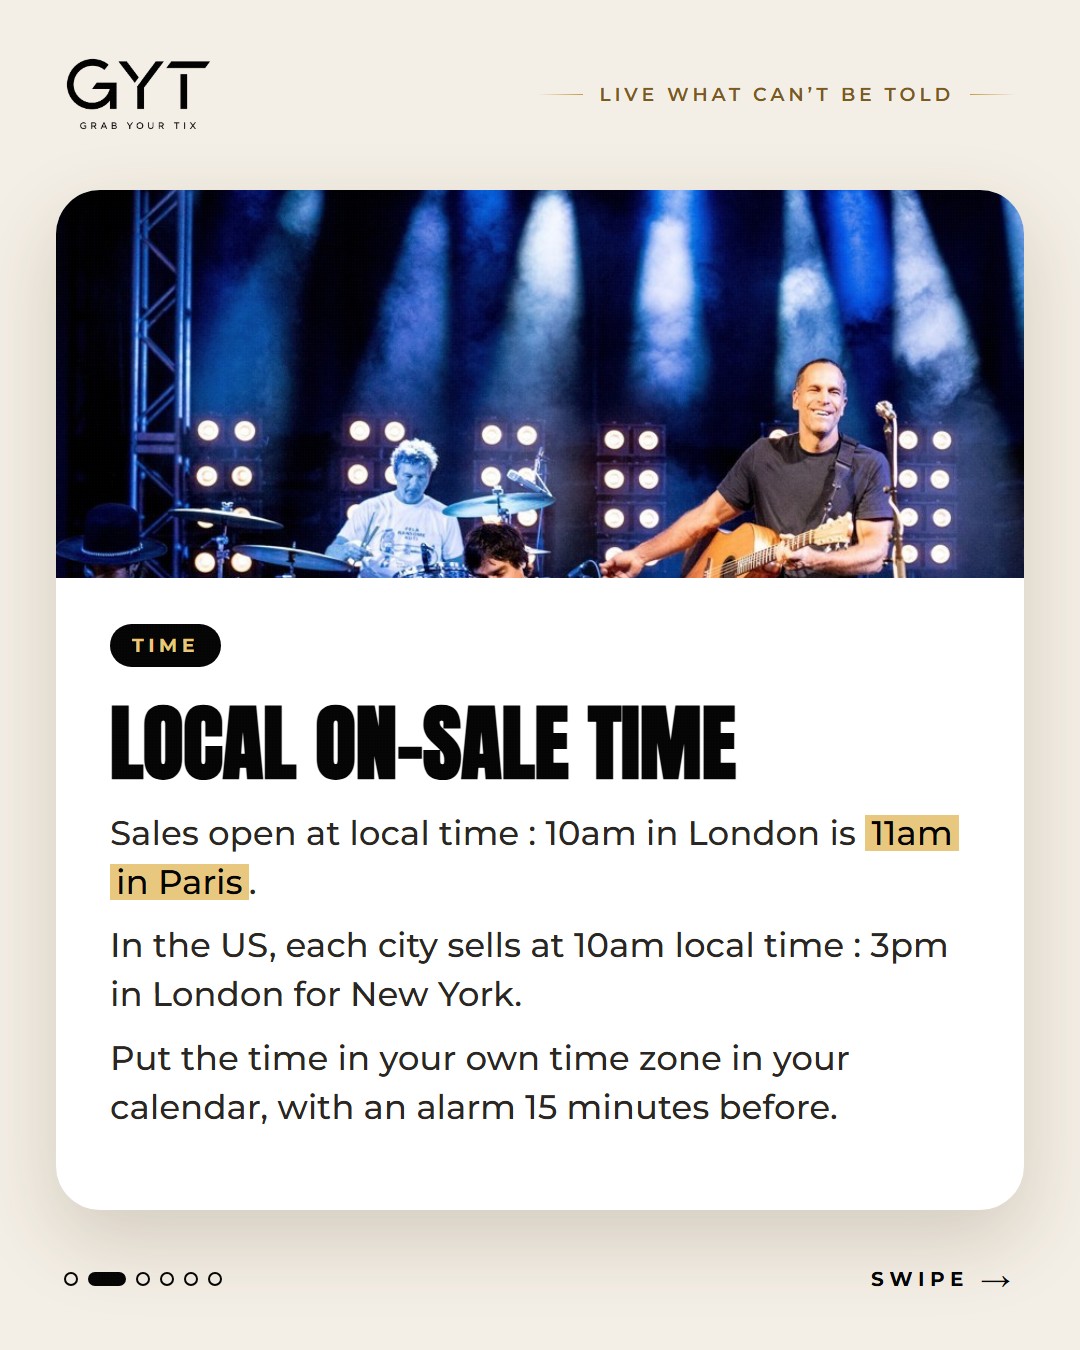 GYT
GRAB YOUR TIX
LIVE WHAT CAN'T BE TOLD
TIME
LOCAL ON-SALE TIME
Sales open at local time : 10am in London is 11am
in Paris.
In the US, each city sells at 10am local time : 3pm
in London for New York.
Put the time in your own time zone in your
calendar, with an alarm 15 minutes before.
SWIPE →